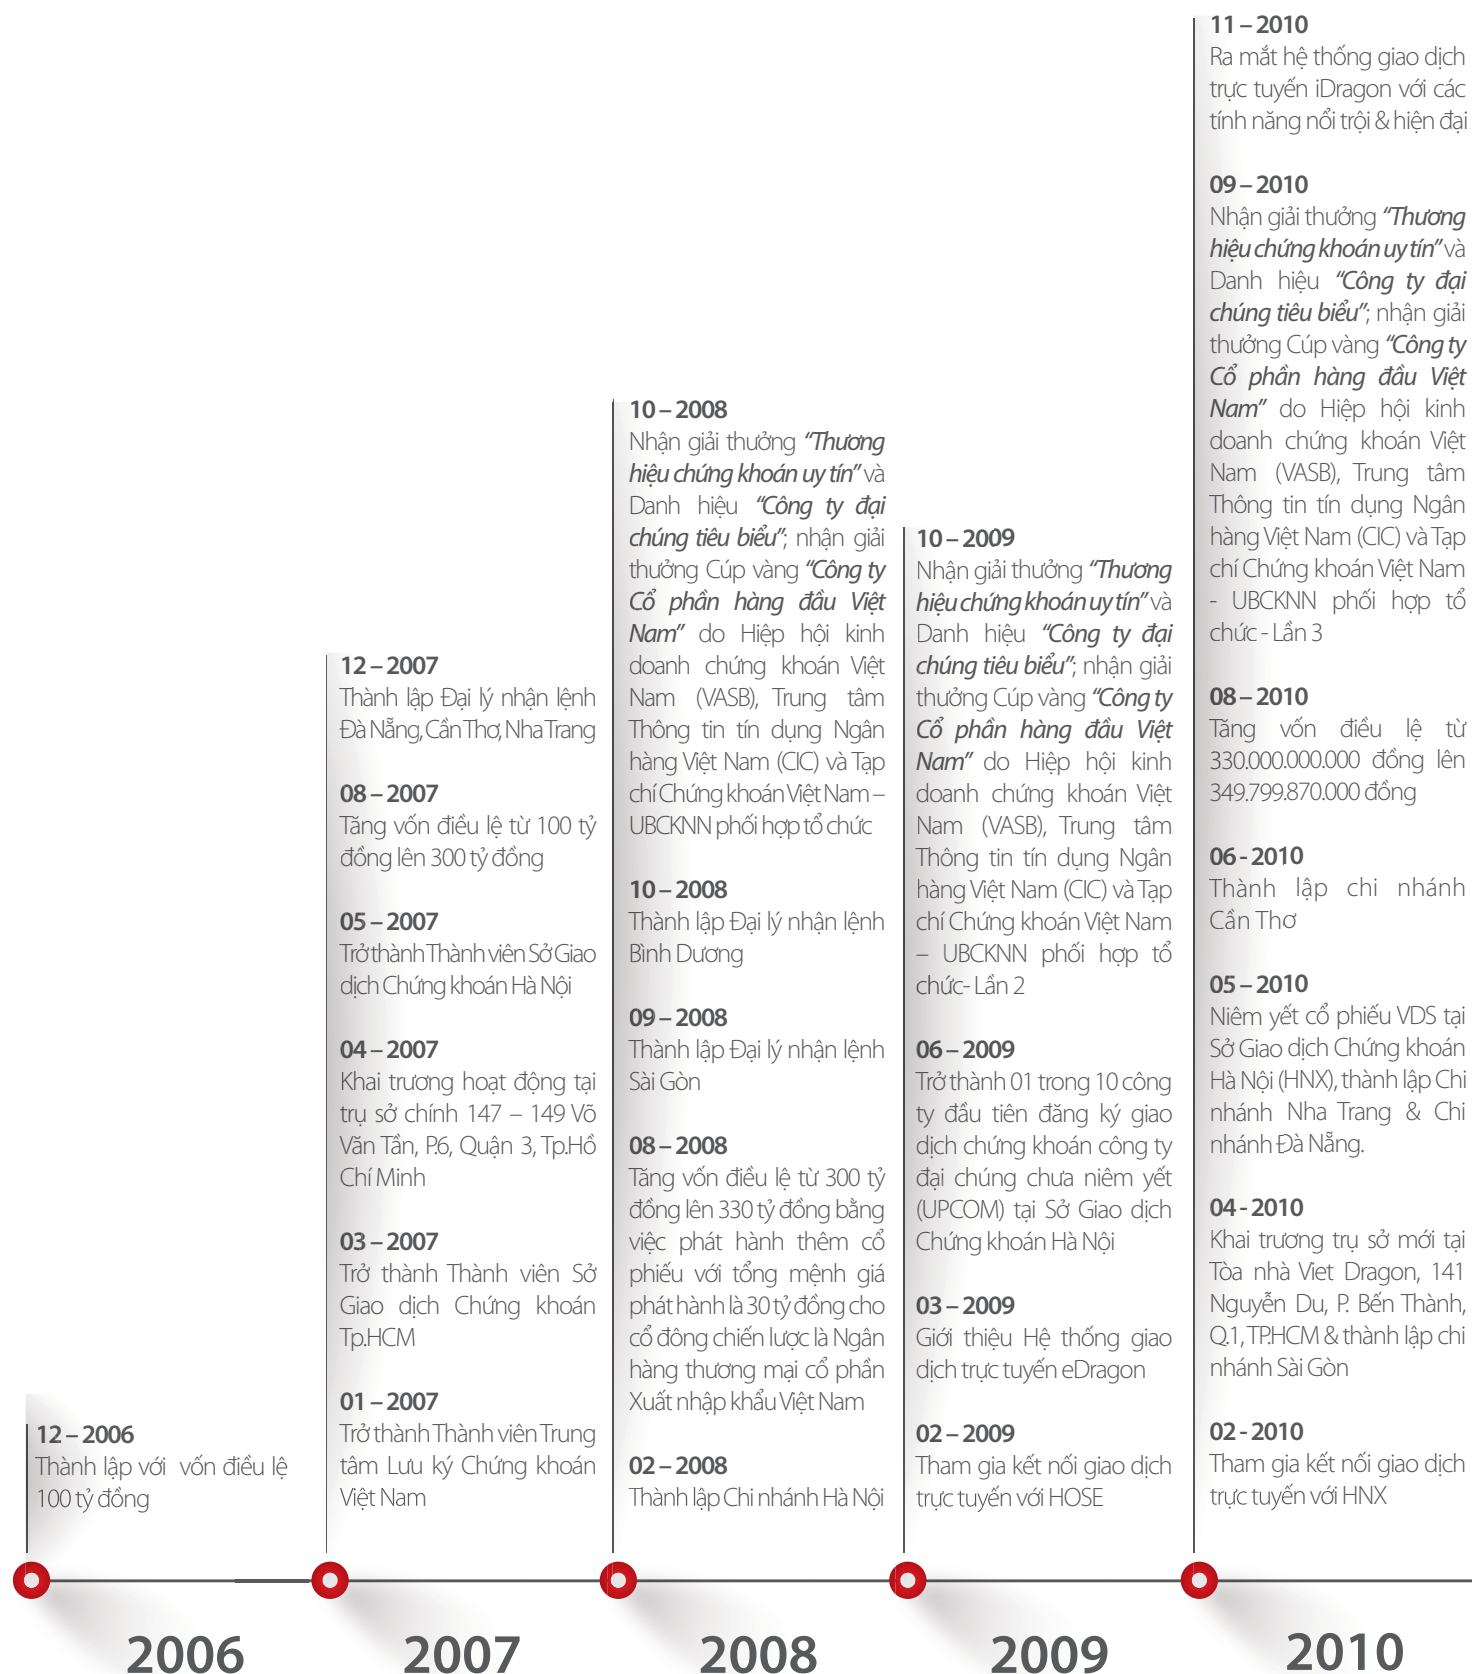 12 – 2006
Thành lập với vốn điều lệ
100 tỷ đồng
2006
12 – 2007
Thành lập Đại lý nhận lệnh
Đà Nẵng, Cần Thơ, Nha Trang
08 – 2007
Tăng vốn điều lệ từ 100 tỷ
đồng lên 300 tỷ đồng
05 – 2007
Trở thành Thành viên Sở Giao
dịch Chứng khoán Hà Nội
04 – 2007
Khai trương hoạt động tại
trụ sở chính 147 – 149 Võ
Văn Tần, P.6, Quận 3, Tp.Hồ
Chí Minh
03 – 2007
Trở thành Thành viên Sở
Giao dịch Chứng khoán
Tp.HCM
01 – 2007
Trở thành Thành viên Trung
tâm Lưu ký Chứng khoán
Việt Nam
2007
10 – 2008
Nhận giải thưởng “Thương
hiệu chứng khoán uy tín” và
Danh hiệu “Công ty đại
chúng tiêu biểu”; nhận giải
thưởng Cúp vàng “Công ty
Cổ phần hàng đầu Việt
Nam” do Hiệp hội kinh
doanh chứng khoán Việt
Nam (VASB), Trung tâm
Thông tin tín dụng Ngân
hàng Việt Nam (CIC) và Tạp
chí Chứng khoán Việt Nam –
UBCKNN phối hợp tổ chức
10 – 2008
Thành lập Đại lý nhận lệnh
Bình Dương
09 – 2008
Thành lập Đại lý nhận lệnh
Sài Gòn
08 – 2008
Tăng vốn điều lệ từ 300 tỷ
đồng lên 330 tỷ đồng bằng
việc phát hành thêm cổ
phiếu với tổng mệnh giá
phát hành là 30 tỷ đồng cho
cổ đông chiến lược là Ngân
hàng thương mại cổ phần
Xuất nhập khẩu Việt Nam
02 – 2008
Thành lập Chi nhánh Hà Nội
2008
10 – 2009
Nhận giải thưởng “Thương
hiệu chứng khoán uy tín” và
Danh hiệu “Công ty đại
chúng tiêu biểu”; nhận giải
thưởng Cúp vàng “Công ty
Cổ phần hàng đầu Việt
Nam” do Hiệp hội kinh
doanh chứng khoán Việt
Nam (VASB), Trung tâm
Thông tin tín dụng Ngân
hàng Việt Nam (CIC) và Tạp
chí Chứng khoán Việt Nam
– UBCKNN phối hợp tổ
chức- Lần 2
06 – 2009
Trở thành 01 trong 10 công
ty đầu tiên đăng ký giao
dịch chứng khoán công ty
đại chúng chưa niêm yết
(UPCOM) tại Sở Giao dịch
Chứng khoán Hà Nội
03 – 2009
Giới thiệu Hệ thống giao
dịch trực tuyến eDragon
02 – 2009
Tham gia kết nối giao dịch
trực tuyến với HOSE
2009
11 – 2010
Ra mắt hệ thống giao dịch
trực tuyến iDragon với các
tính năng nổi trội & hiện đại
09 – 2010
Nhận giải thưởng “Thương
hiệu chứng khoán uy tín” và
Danh hiệu “Công ty đại
chúng tiêu biểu”; nhận giải
thưởng Cúp vàng “Công ty
Cổ phần hàng đầu Việt
Nam” do Hiệp hội kinh
doanh chứng khoán Việt
Nam (VASB), Trung tâm
Thông tin tín dụng Ngân
hàng Việt Nam (CIC) và Tạp
chí Chứng khoán Việt Nam
- UBCKNN phối hợp tổ
chức - Lần 3
08 – 2010
Tăng vốn điều lệ từ
330.000.000.000 đồng lên
349.799.870.000 đồng
06 - 2010
Thành lập chi nhánh
Cần Thơ
05 – 2010
Niêm yết cổ phiếu VDS tại
Sở Giao dịch Chứng khoán
Hà Nội (HNX), thành lập Chi
nhánh Nha Trang & Chi
nhánh Đà Nẵng.
04 - 2010
Khai trương trụ sở mới tại
Tòa nhà Viet Dragon, 141
Nguyễn Du, P. Bến Thành,
Q.1, TP.HCM & thành lập chi
nhánh Sài Gòn
02 - 2010
Tham gia kết nối giao dịch
trực tuyến với HNX
2010